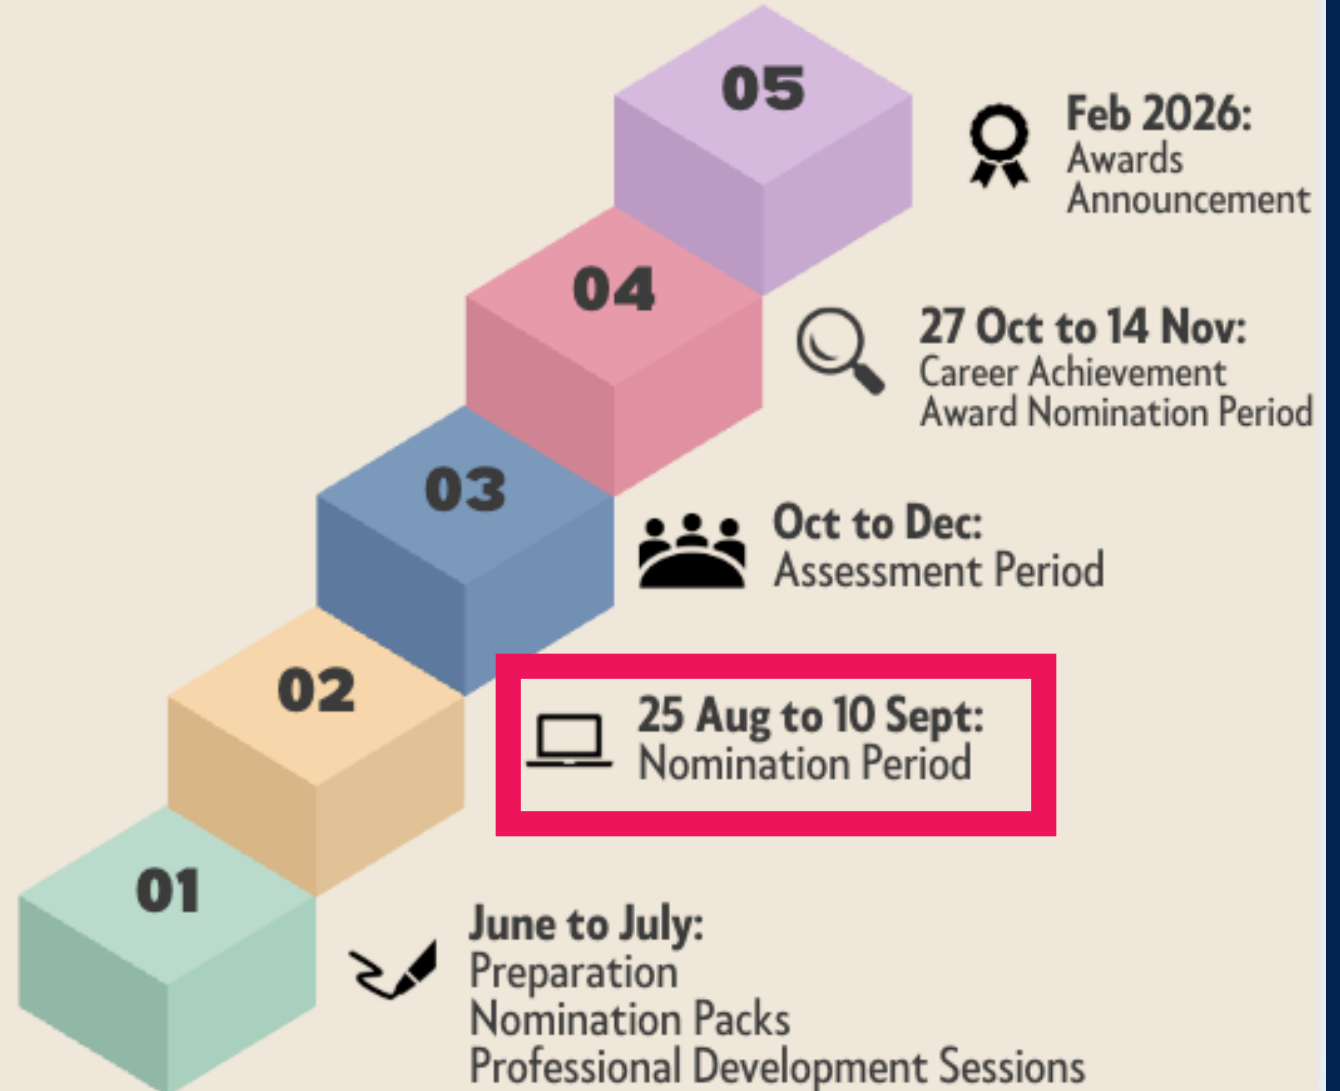 05
Feb 2026:
Awards
Announcement
04
27 Oct to 14 Nov:
Career Achievement
Award Nomination Period
03
Oct to Dec:
Assessment Period
02
25 Aug to 10 Sept:
Nomination Period
01
June to July:
Preparation
Nomination Packs
Professional Development Sessions